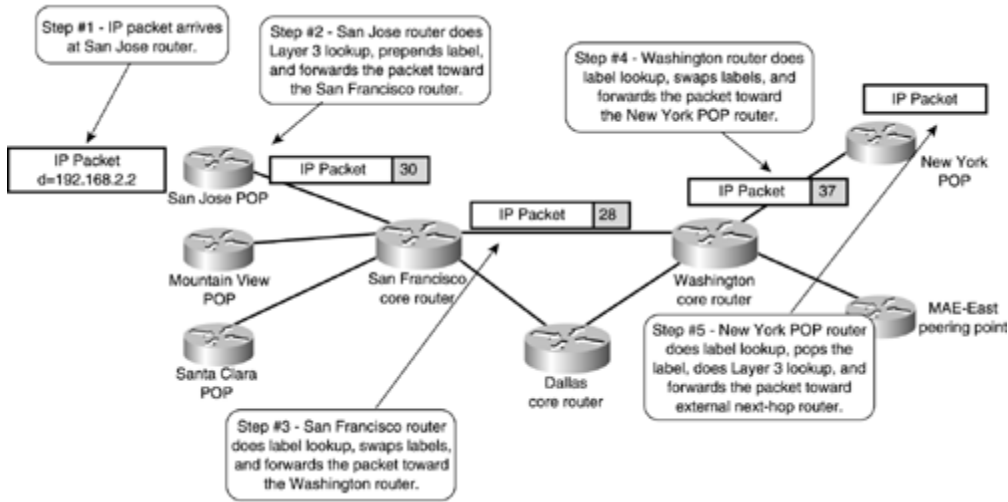 Step #1 - IP packet arrives
at San Jose router.
Step #2 - San Jose router does
Layer 3 lookup, prepends label,
and forwards the packet toward
the San Francisco router.
Step #4 - Washington router does
label lookup, swaps labels, and
forwards the packet toward
the New York POP router.
IP Packet
IP Packet
d=192.168.2.2
San Jose POP
IP Packet 30
New York
POP
IP Packet 28
IP Packet 37
Mountain View
POP
San Francisco
core router
Washington
core router
MAE-East
peering point
Santa Clara
POP
Dallas
core router
Step #5 - New York POP router
does label lookup, pops the
label, does Layer 3 lookup, and
forwards the packet toward
external next-hop router.
Step #3 - San Francisco router
does label lookup, swaps labels,
and forwards the packet toward
the Washington router.